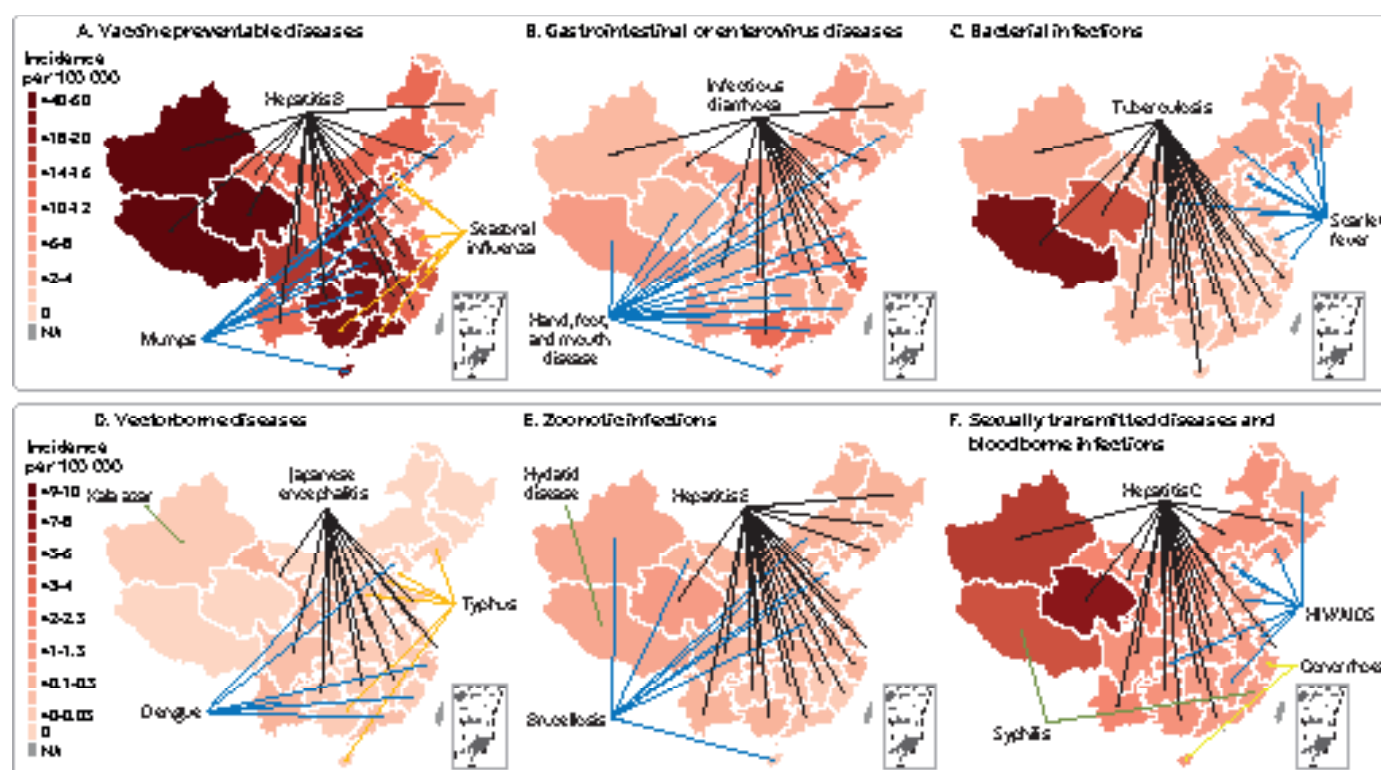 A. Vaccine preventable diseases
Incidence
per 100 000
Hepatitis B
Seasonal
influenza
Mumps
0
NA
B. Gastrointestinal or enterovirus diseases
Infectious
diarrhoea
Hand, foot,
and mouth
disease
C. Bacterial infections
Tuberculosis
Scarlet
fever
D. Vectorborne diseases
Incidence
per 100 000
Kala azar
Japanese
encephalitis
Typhus
Dengue
0
NA
E. Zoonotic infections
Hydatid
disease
Hepatitis E
Brucellosis
F. Sexually transmitted diseases and
bloodborne infections
Hepatitis C
HIV/AIDS
Gonorrhoea
Syphilis